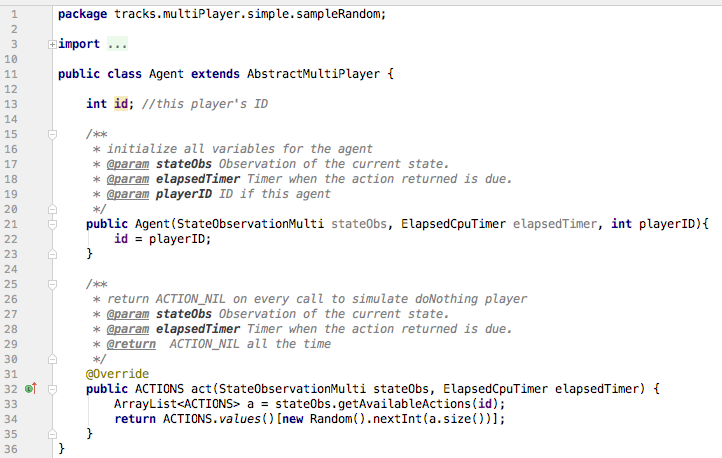 1 package tracks.multiPlayer.simple.sampleRandom;
2
3 import ...
10
11 public class Agent extends AbstractMultiPlayer {
12
13 int id; //this player's ID
14
15 /**
16 * initialize all variables for the agent
17 * @param stateObs Observation of the current state.
18 * @param elapsedTimer Timer when the action returned is due.
19 * @param playerID ID if this agent
20 */
21 public Agent(StateObservationMulti stateObs, ElapsedCpuTimer elapsedTimer, int playerID){
22 id = playerID;
23 }
24
25 /**
26 * return ACTION_NIL on every call to simulate doNothing player
27 * @param stateObs Observation of the current state.
28 * @param elapsedTimer Timer when the action returned is due.
29 * @return ACTION_NIL all the time
30 */
31 @Override
32 public ACTIONS act(StateObservationMulti stateObs, ElapsedCpuTimer elapsedTimer) {
33 ArrayList<ACTIONS> a = stateObs.getAvailableActions(id);
34 return ACTIONS.values()[new Random().nextInt(a.size())];
35 }
36 }